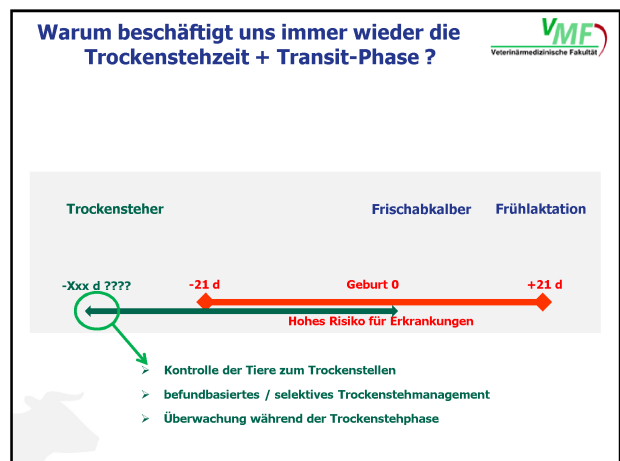 Warum beschäftigt uns immer wieder die
Trockenstehzeit + Transit-Phase ?
VMF
Veterinärmedizinische Fakultät
Trockensteher
Frischabkalber
Frühlaktation
-Xxx d ????
-21 d
Geburt 0
+21 d
Hohes Risiko für Erkrankungen
➢ Kontrolle der Tiere zum Trockenstellen
➢ befundbasiertes / selektives Trockenstehmanagement
➢ Überwachung während der Trockenstehphase